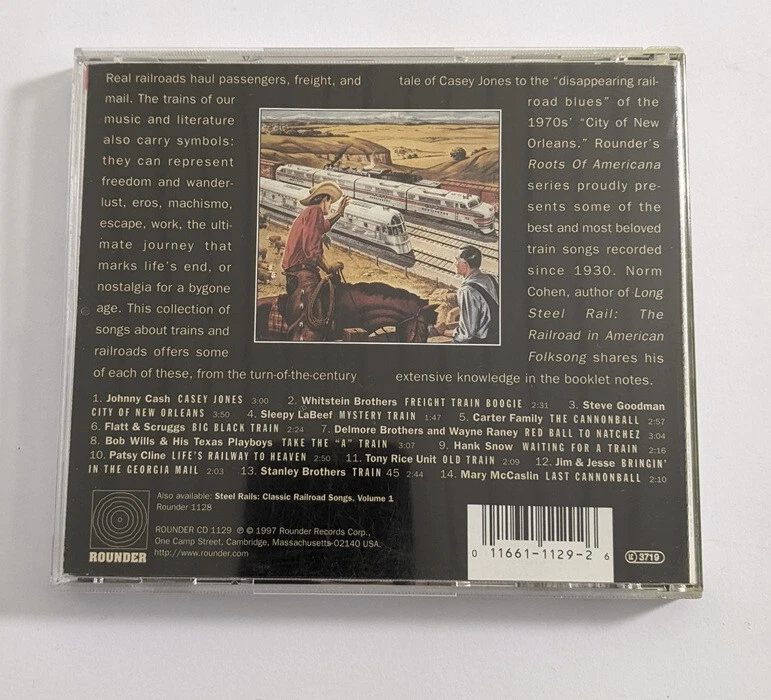 Real railroads haul passengers, freight, and
mail. The trains of our
music and literature
also carry symbols:
they can represent
freedom and wander-
lust, eros, machismo,
escape, work, the ulti-
mate journey that
marks life's end, or
nostalgia for a bygone
age. This collection of
songs about trains and
railroads offers some
of each of these, from the turn-of-the-century
tale of Casey Jones to the "disappearing rail-
road blues" of the
1970s' "City of New
Orleans." Rounder's
Roots Of Americana
series proudly pre-
sents some of the
best and most beloved
train songs recorded
since 1930. Norm
Cohen, author of Long
Steel Rail: The
Railroad in American
Folksong shares his
extensive knowledge in the booklet notes.
1. Johnny Cash CASEY JONES 3:00 2. Whitstein Brothers FREIGHT TRAIN BOOGIE 2:31 3. Steve Goodman
CITY OF NEW ORLEANS 3:50 4. Sleepy LaBeef MYSTERY TRAIN 1:47 5. Carter Family THE CANNONBALL 2:57
6. Flatt & Scruggs BIG BLACK TRAIN 2:24 7. Delmore Brothers and Wayne Raney RED BALL TO NATCHEZ 3:04
8. Bob Wills & His Texas Playboys TAKE THE "A" TRAIN 3:07 9. Hank Snow WAITING FOR A TRAIN 2:16
10. Patsy Cline LIFE'S RAILWAY TO HEAVEN 2:50 11. Tony Rice Unit OLD TRAIN 2:09 12. Jim & Jesse BRINGIN'
IN THE GEORGIA MAIL 2:03 13. Stanley Brothers TRAIN 45 2:44 14. Mary McCaslin LAST CANNONBALL 2:10
Also available: Steel Rails: Classic Railroad Songs, Volume 1
Rounder 1128
ROUNDER CD 1129 ℗ © 1997 Rounder Records Corp.,
One Camp Street, Cambridge, Massachusetts 02140 USA.
http://www.rounder.com
ROUNDER
0 11661-1129-2 6
3719